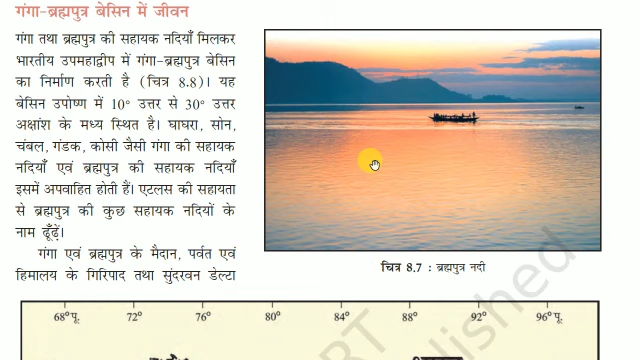 गंगा-ब्रह्मपुत्र बेसिन में जीवन
गंगा तथा ब्रह्मपुत्र की सहायक नदियाँ मिलकर
भारतीय उपमहाद्वीप में गंगा-ब्रह्मपुत्र बेसिन
का निर्माण करती है (चित्र 8.8)। यह
बेसिन उपोष्ण में 10° उत्तर से 30° उत्तर
अक्षांश के मध्य स्थित है। घाघरा, सोन,
चंबल, गंडक, कोसी जैसी गंगा की सहायक
नदियाँ एवं ब्रह्मपुत्र की सहायक नदियाँ
इसमें अपवाहित होती हैं। एटलस की सहायता
से ब्रह्मपुत्र की कुछ सहायक नदियों के
नाम ढूँढ़ें।
गंगा एवं ब्रह्मपुत्र के मैदान, पर्वत एवं
हिमालय के गिरिपाद तथा सुंदरवन डेल्टा
चित्र 8.7 : ब्रह्मपुत्र नदी
68° पू. 72° 76° 80° 84° 88° 92° 96° पू.